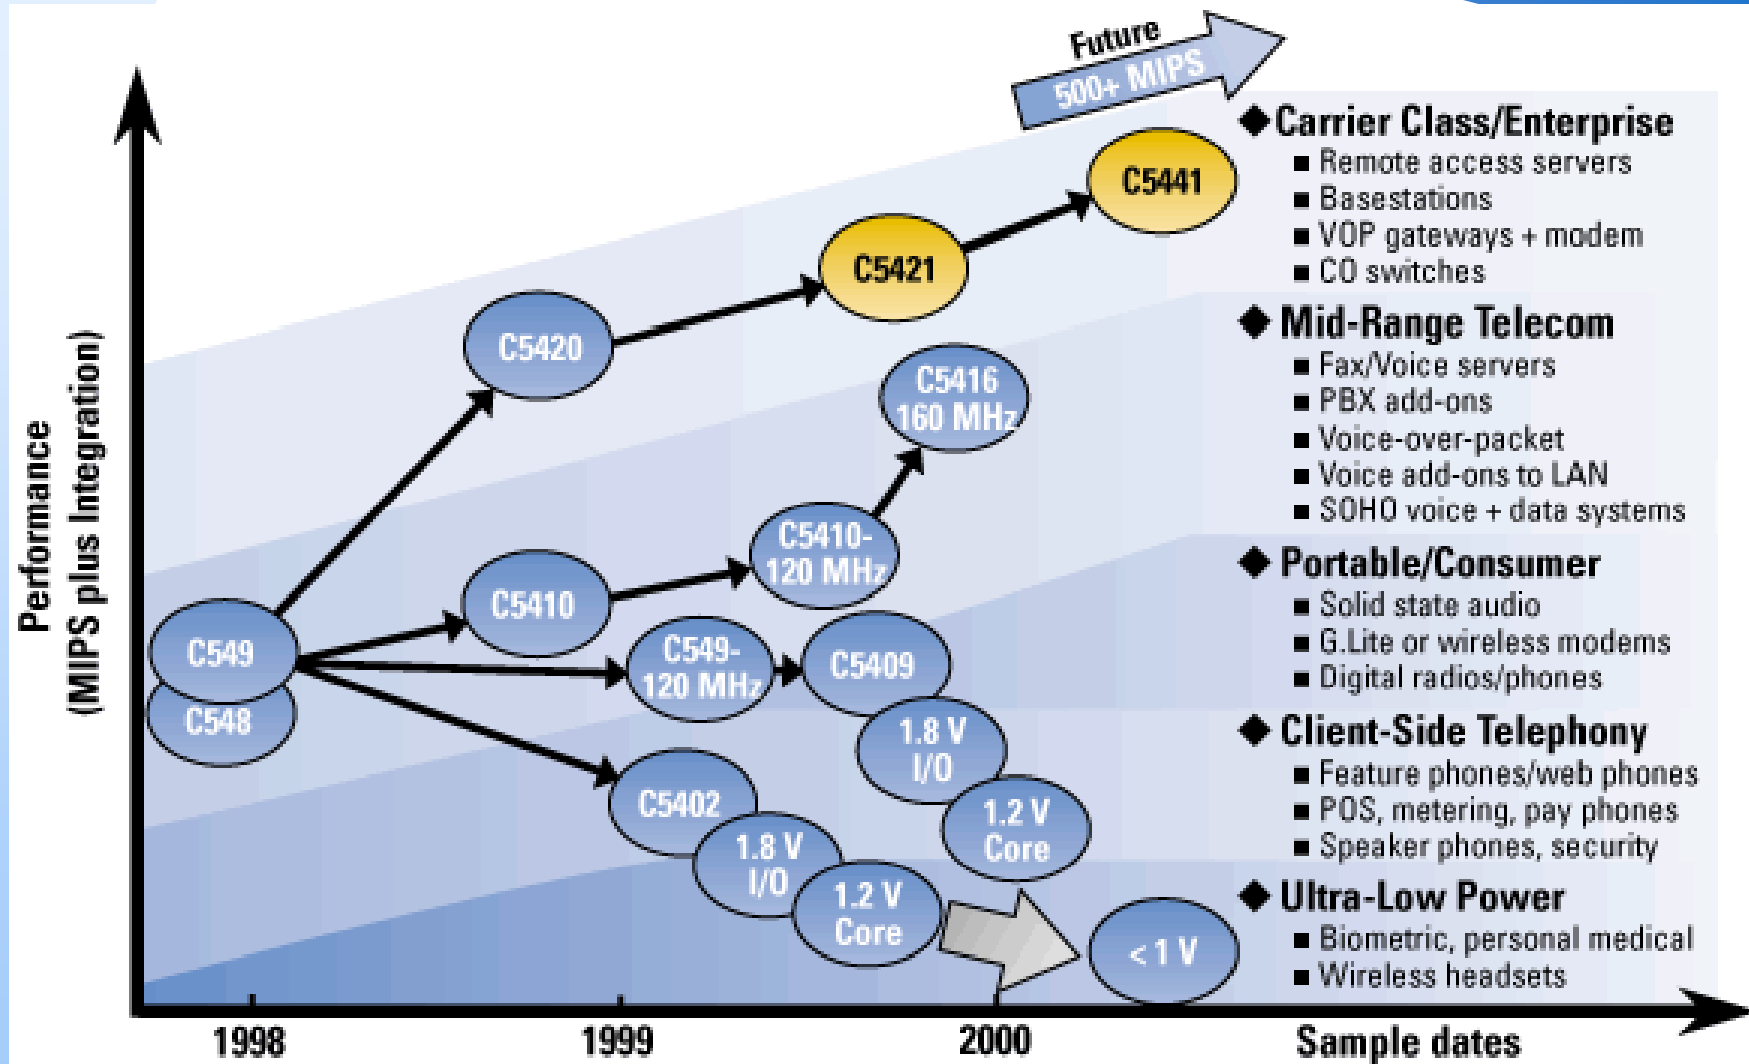 Future
500+ MIPS
Performance
(MIPS plus Integration)
C5441
C5421
C5420
C5416
160 MHz
C5410-
120 MHz
C5410
C549
C548
C549-
120 MHz
C5409
1.8 V
I/O
1.2 V
Core
C5402
1.8 V
I/O
1.2 V
Core
< 1 V
Carrier Class/Enterprise
Remote access servers
Basestations
VOP gateways + modem
CO switches
Mid-Range Telecom
Fax/Voice servers
PBX add-ons
Voice-over-packet
Voice add-ons to LAN
SOHO voice + data systems
Portable/Consumer
Solid state audio
G.Lite or wireless modems
Digital radios/phones
Client-Side Telephony
Feature phones/web phones
POS, metering, pay phones
Speaker phones, security
Ultra-Low Power
Biometric, personal medical
Wireless headsets
1998
1999
2000
Sample dates